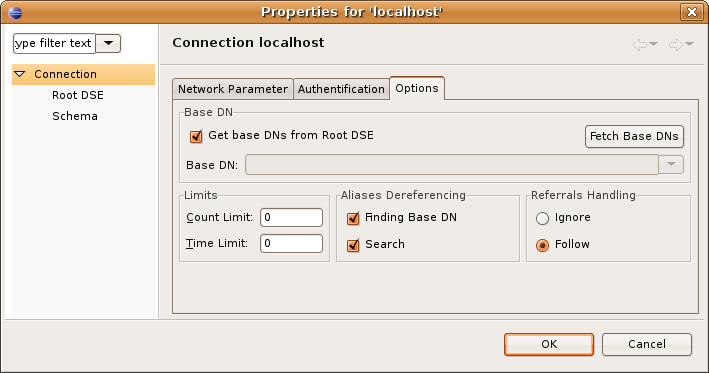 Properties for 'localhost'
ype filter text
Connection localhost
Connection
Root DSE
Schema
Network Parameter Authentification Options
Base DN
Get base DNs from Root DSE Fetch Base DNs
Base DN:
Limits Aliases Dereferencing Referrals Handling
Count Limit: 0 Finding Base DN Ignore
Time Limit: 0 Search Follow
OK Cancel